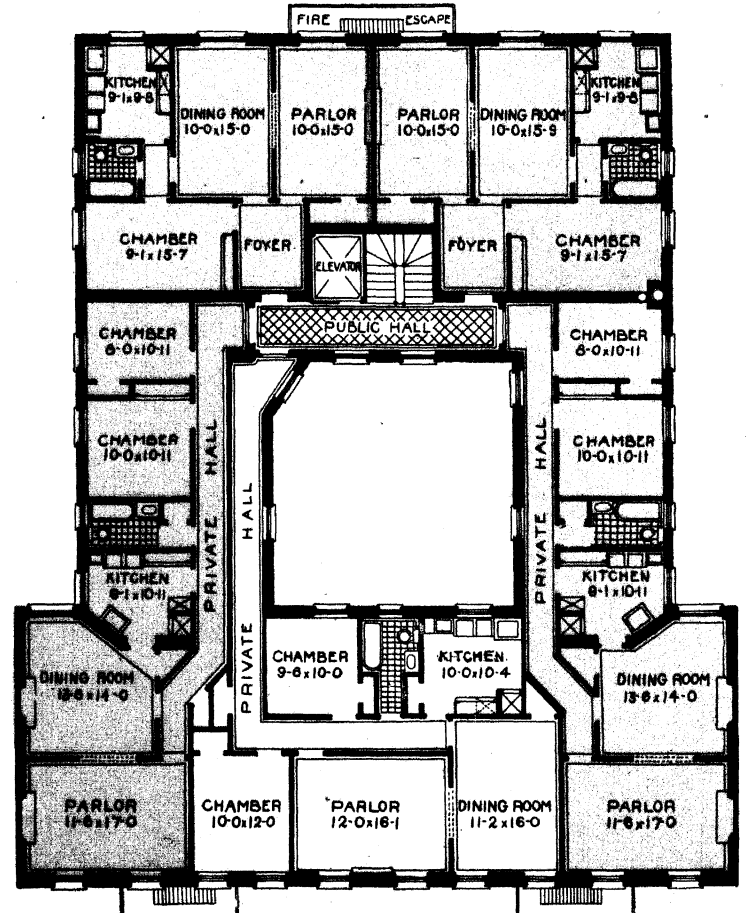 FIRE ESCAPE
KITCHEN
9-1x9-8
DINING ROOM
10-0x15-0
PARLOR
10-0x15-0
PARLOR
10-0x15-0
DINING ROOM
10-0x15-9
KITCHEN
9-1x9-8
CHAMBER
9-1x15-7
FOYER
ELEVATOR
FOYER
CHAMBER
9-1x15-7
PUBLIC HALL
CHAMBER
8-0x10-11
CHAMBER
8-0x10-11
CHAMBER
10-0x10-11
CHAMBER
10-0x10-11
PRIVATE HALL
PRIVATE HALL
PRIVATE HALL
KITCHEN
8-1x10-11
KITCHEN
8-1x10-11
CHAMBER
9-6x10-0
KITCHEN
10-0x10-4
DINING ROOM
13-6x14-0
DINING ROOM
13-6x14-0
PARLOR
11-6x17-0
CHAMBER
10-0x12-0
PARLOR
12-0x16-1
DINING ROOM
11-2x16-0
PARLOR
11-6x17-0